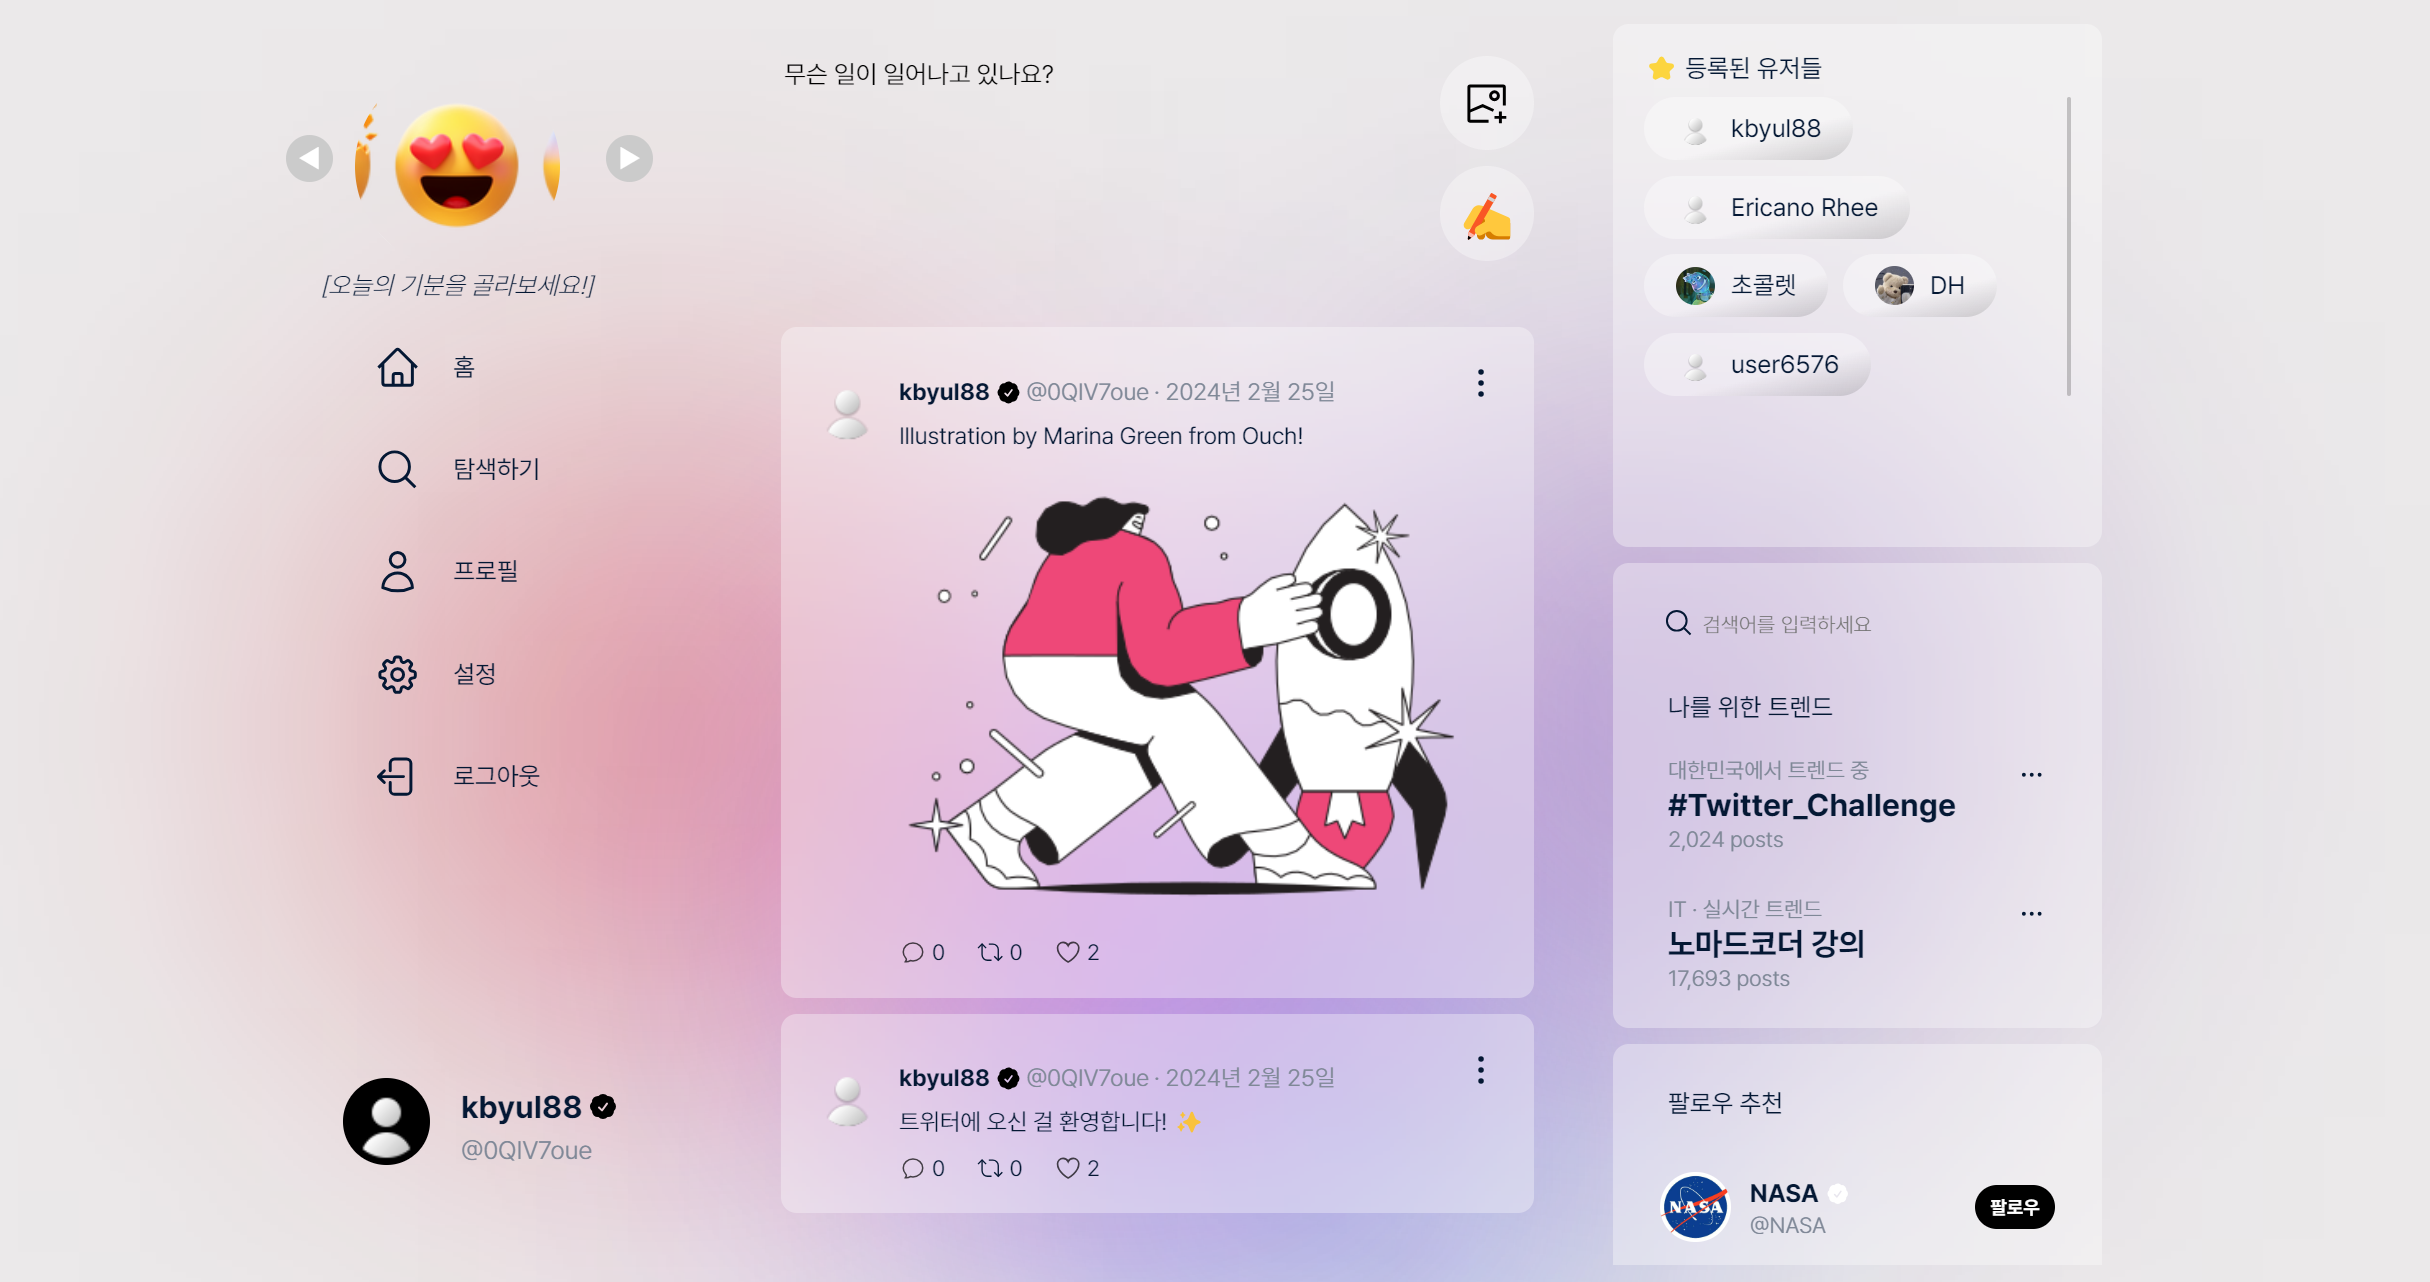 [오늘의 기분을 골라보세요!]
홈
탐색하기
프로필
설정
로그아웃
kbyul88
@0QIV7oue
무슨 일이 일어나고 있나요?
kbyul88 @0QIV7oue · 2024년 2월 25일
Illustration by Marina Green from Ouch!
0 0 2
kbyul88 @0QIV7oue · 2024년 2월 25일
트위터에 오신 걸 환영합니다! ✨
0 0 2
⭐ 등록된 유저들
kbyul88
Ericano Rhee
초콜렛 DH
user6576
검색어를 입력하세요
나를 위한 트렌드
대한민국에서 트렌드 중
#Twitter_Challenge
2,024 posts
IT · 실시간 트렌드
노마드코더 강의
17,693 posts
팔로우 추천
NASA
NASA
@NASA
팔로우